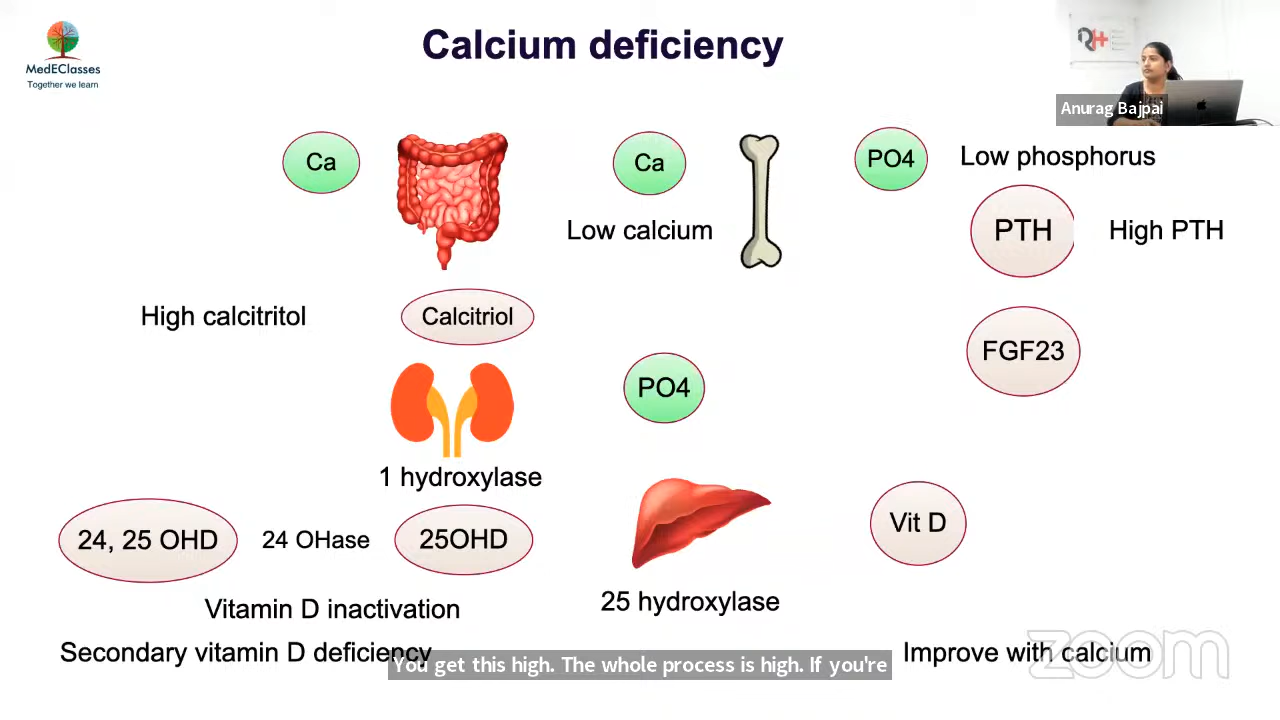 Calcium deficiency
MedEClasses
Together we learn
Anurag Bajpai
Ca
Ca
PO4
Low phosphorus
Low calcium
PTH
High PTH
High calcitritol
Calcitriol
FGF23
PO4
1 hydroxylase
24, 25 OHD
24 OHase
25OHD
Vit D
Vitamin D inactivation
25 hydroxylase
Secondary vitamin D deficiency
Improve with calcium
You get this high. The whole process is high. If you're
zoom